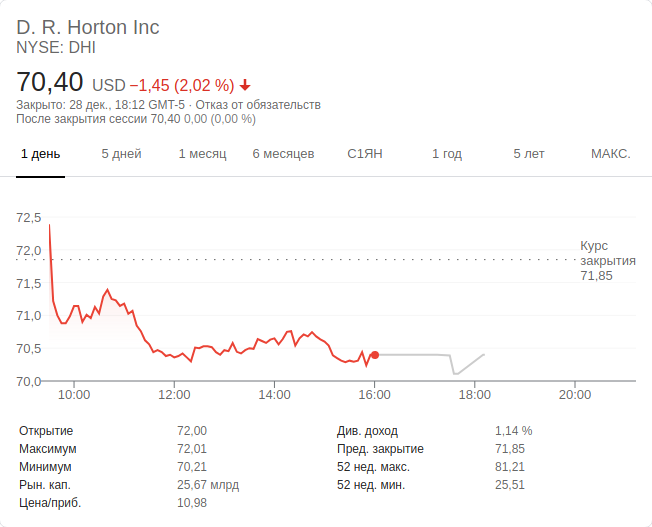 D. R. Horton Inc
NYSE: DHI
70,40 USD −1,45 (2,02 %)
Закрыто: 28 дек., 18:12 GMT-5 · Отказ от обязательств
После закрытия сессии 70,40 0,00 (0,00 %)
1 день 5 дней 1 месяц 6 месяцев С1ЯН 1 год 5 лет МАКС.
72,5
72,0
71,5
71,0
70,5
70,0
Курс
закрытия
71,85
10:00 12:00 14:00 16:00 18:00 20:00
Открытие 72,00 Див. доход 1,14 %
Максимум 72,01 Пред. закрытие 71,85
Минимум 70,21 52 нед. макс. 81,21
Рын. кап. 25,67 млрд 52 нед. мин. 25,51
Цена/приб. 10,98